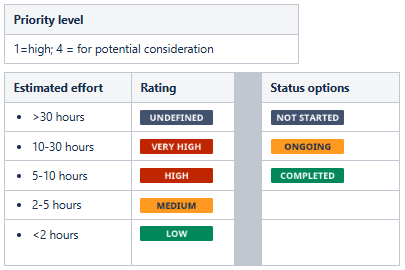 Priority level
1=high; 4 = for potential consideration
Estimated effort Rating Status options
• >30 hours UNDEFINED NOT STARTED
• 10-30 hours VERY HIGH ONGOING
• 5-10 hours HIGH COMPLETED
• 2-5 hours MEDIUM
• <2 hours LOW